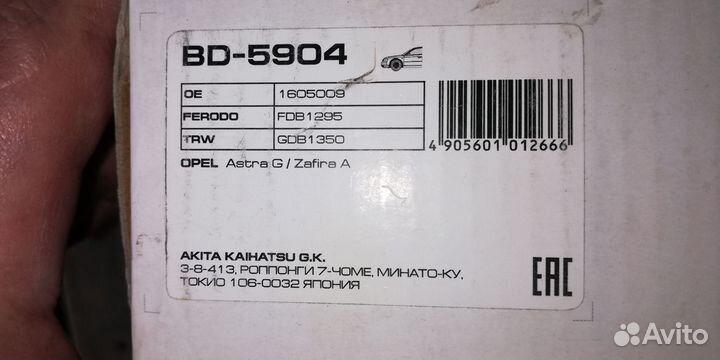 BD-5904
OE 1605009
FERODO FDB1295
TRW GDB1350
OPEL Astra G / Zafira A
4 905601 012666
AKITA KAIHATSU G.K.
3-8-413, РОППОНГИ 7-ЧОМЕ, МИНАТО-КУ,
ТОКИО 106-0032 ЯПОНИЯ
EAC
Avito